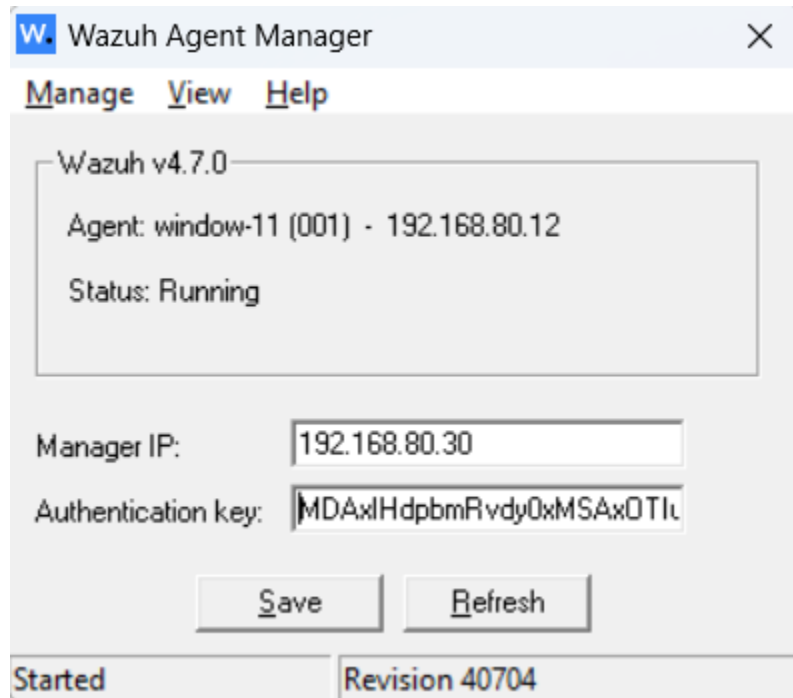 W. Wazuh Agent Manager
Manage View Help
Wazuh v4.7.0
Agent: window-11 (001) - 192.168.80.12
Status: Running
Manager IP: 192.168.80.30
Authentication key: MDAxIHdpbmRvdy0xMSAxOTIu
Save Refresh
Started Revision 40704